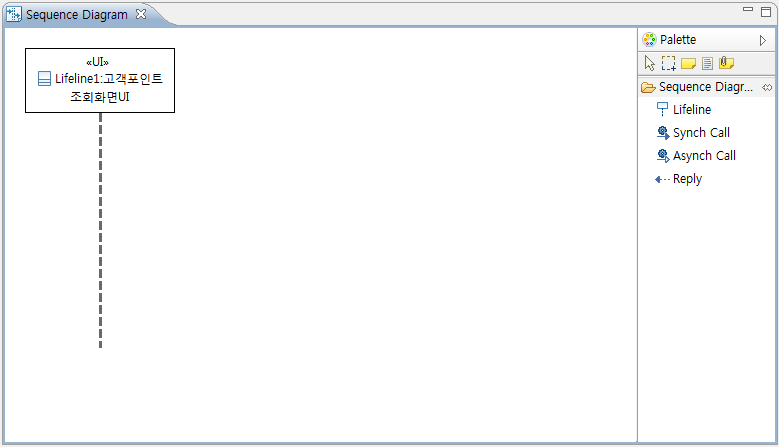 Sequence Diagram
«UI»
Lifeline1:고객포인트
조회화면UI
Palette
Sequence Diagr...
Lifeline
Synch Call
Asynch Call
Reply